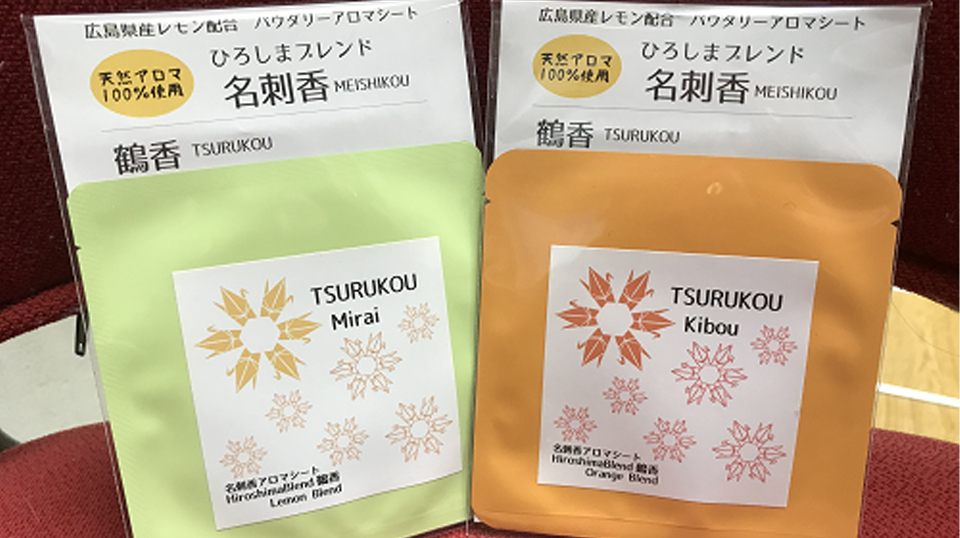 広島県産レモン配合 パウダリーアロマシート
天然アロマ
100%使用
ひろしまブレンド
名刺香 MEISHIKOU
鶴香 TSURUKOU
TSURUKOU
Mirai
名刺香アロマシート
HiroshimaBlend 鶴香
Lemon Blend
広島県産レモン配合 パウダリーアロマシート
天然アロマ
100%使用
ひろしまブレンド
名刺香 MEISHIKOU
鶴香 TSURUKOU
TSURUKOU
Kibou
名刺香アロマシート
HiroshimaBlend 鶴香
Orange Blend